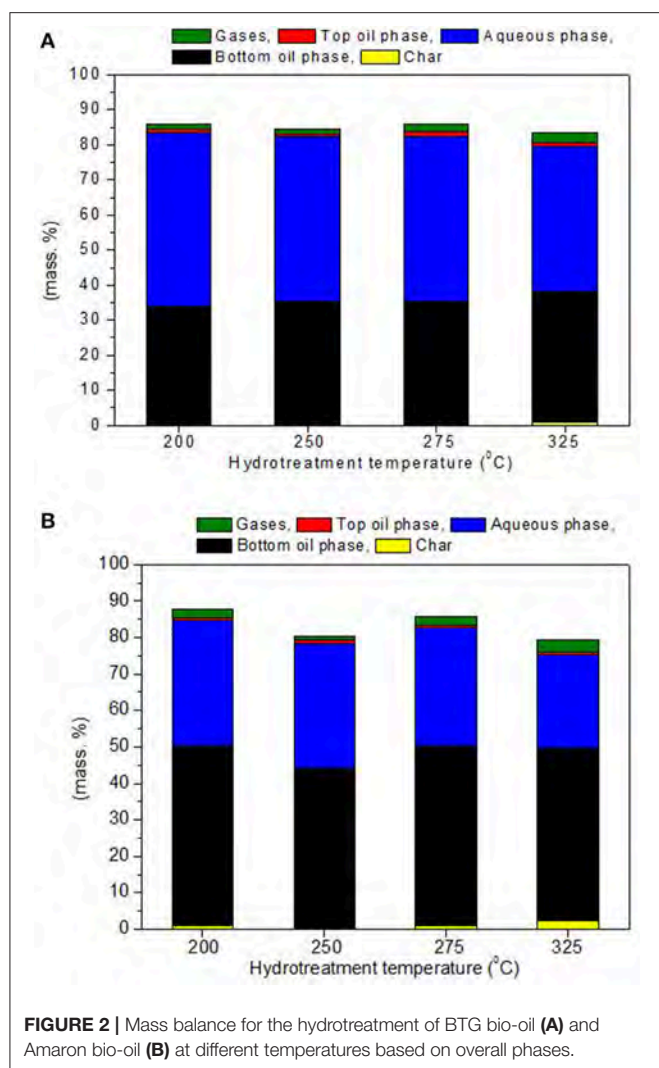 A
Gases, Top oil phase, Aqueous phase,
Bottom oil phase, Char
100
90
80
70
60
50
40
30
20
10
0
(mass. %)
200 250 275 325
Hydrotreatment temperature (⁰C)
B
Gases, Top oil phase, Aqueous phase,
Bottom oil phase, Char
100
90
80
70
60
50
40
30
20
10
0
(mass. %)
200 250 275 325
Hydrotreatment temperature (⁰C)
FIGURE 2 | Mass balance for the hydrotreatment of BTG bio-oil (A) and
Amaron bio-oil (B) at different temperatures based on overall phases.